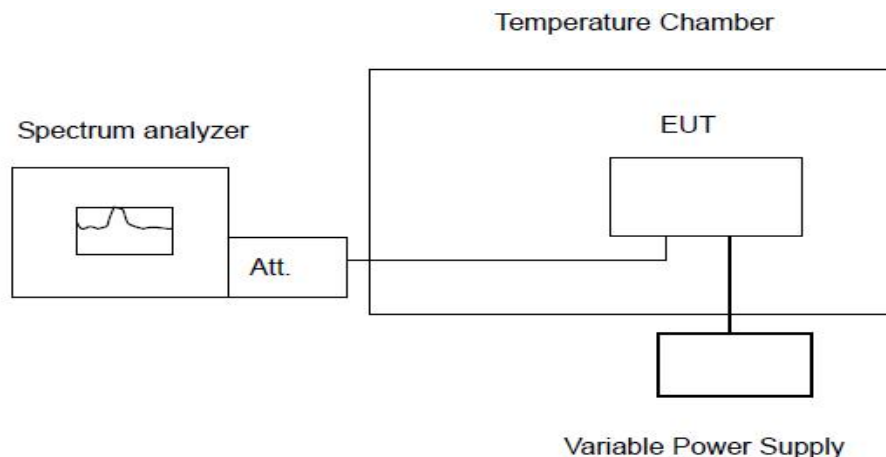 Temperature Chamber
Spectrum analyzer
EUT
Att.
Variable Power Supply